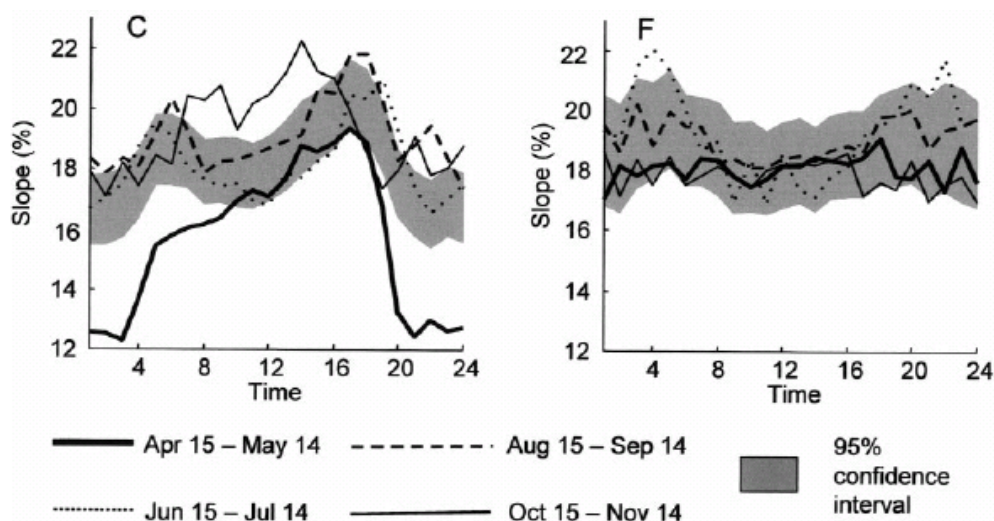 C
Slope (%)
22
20
18
16
14
12
4 8 12 16 20 24
Time
F
Slope (%)
22
20
18
16
14
12
4 8 12 16 20 24
Time
Apr 15 – May 14
Aug 15 – Sep 14
Jun 15 – Jul 14
Oct 15 – Nov 14
95%
confidence
interval